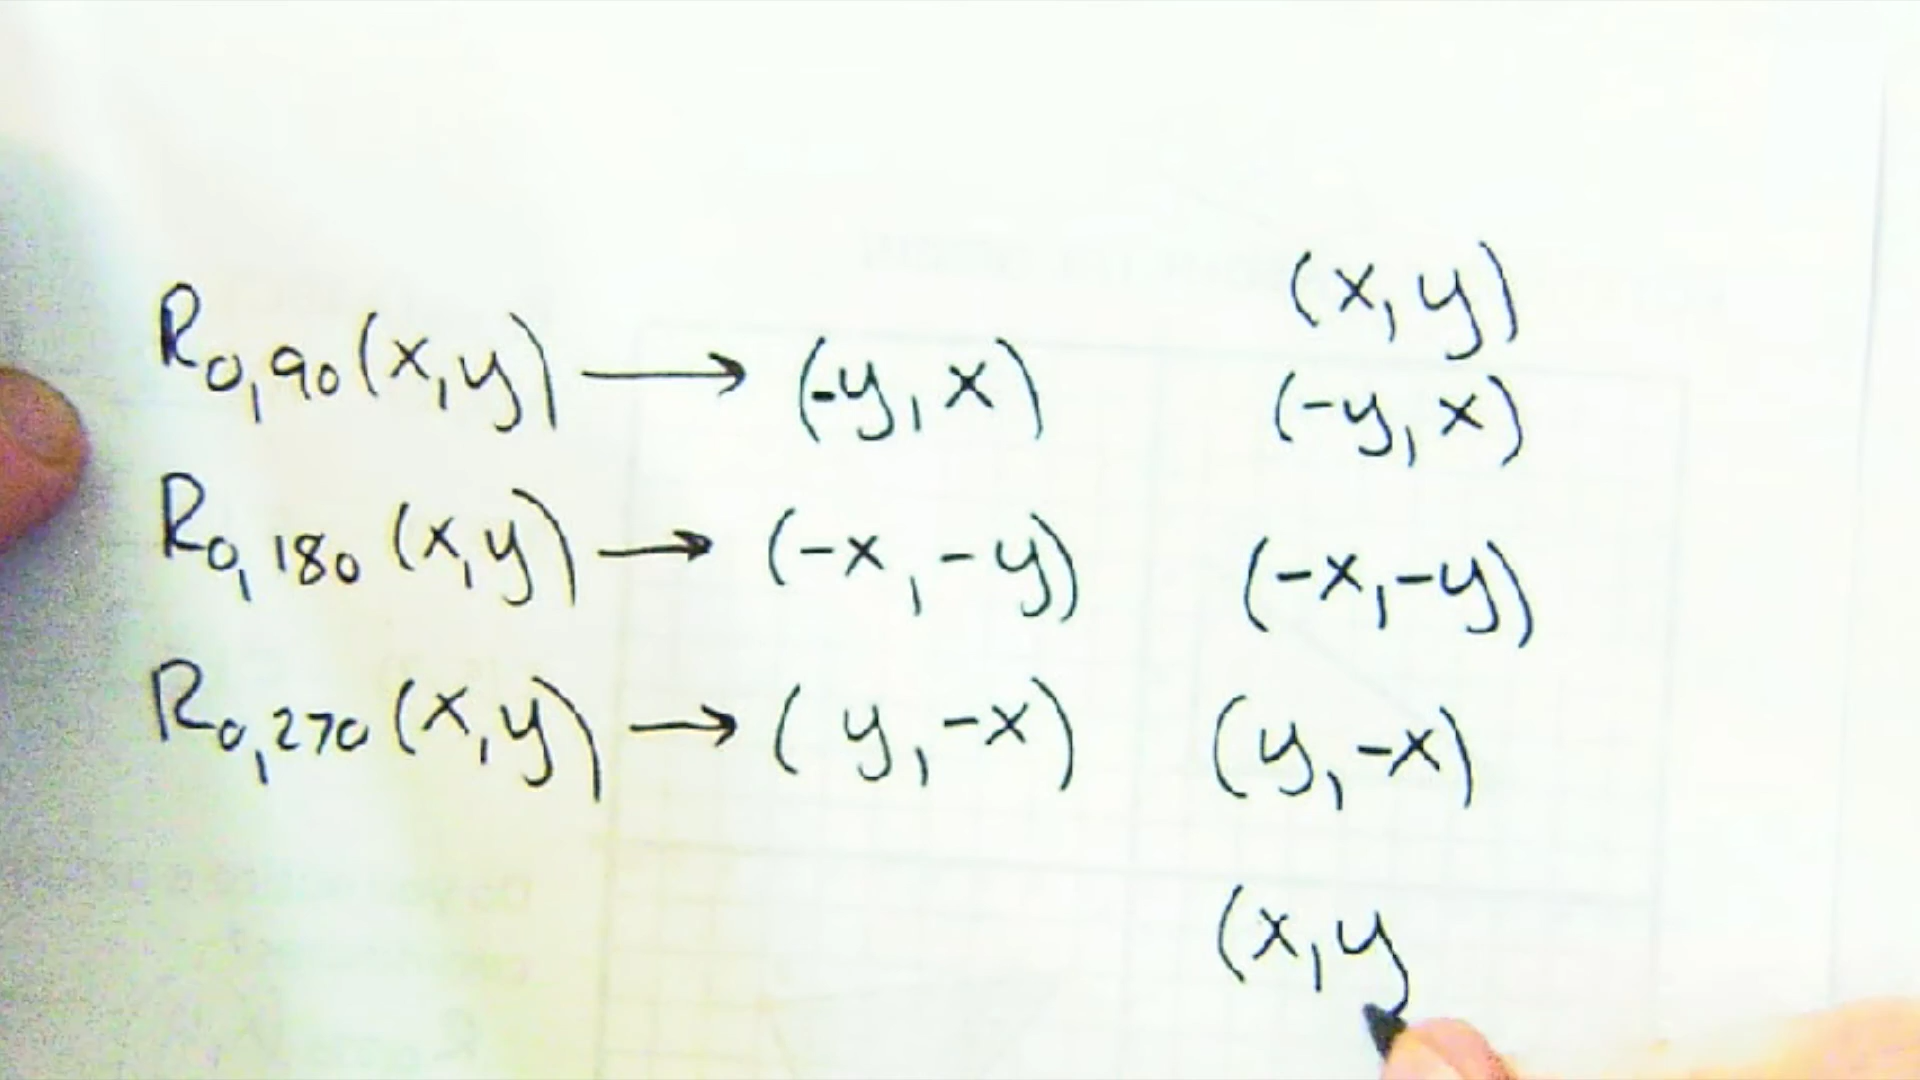 (x, y)
R₀,₉₀ (x, y) → (-y, x)
(-y, x)
R₀,₁₈₀ (x, y) → (-x, -y)
(-x, -y)
R₀,₂₇₀ (x, y) → (y, -x)
(y, -x)
(x, y